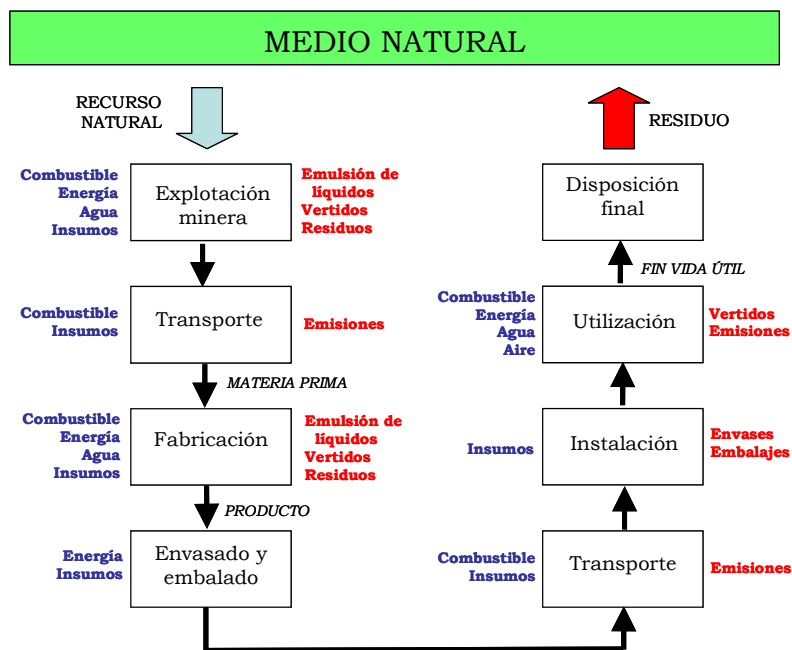 MEDIO NATURAL
RECURSO
NATURAL
Combustible
Energía
Agua
Insumos
Explotación
minera
Emulsión de
líquidos
Vertidos
Residuos
Combustible
Insumos
Transporte
Emisiones
MATERIA PRIMA
Combustible
Energía
Agua
Insumos
Fabricación
Emulsión de
líquidos
Vertidos
Residuos
PRODUCTO
Energía
Insumos
Envasado y
embalado
Combustible
Insumos
Transporte
Emisiones
Insumos
Instalación
Envases
Embalajes
Combustible
Energía
Agua
Aire
Utilización
Vertidos
Emisiones
FIN VIDA ÚTIL
Disposición
final
RESIDUO